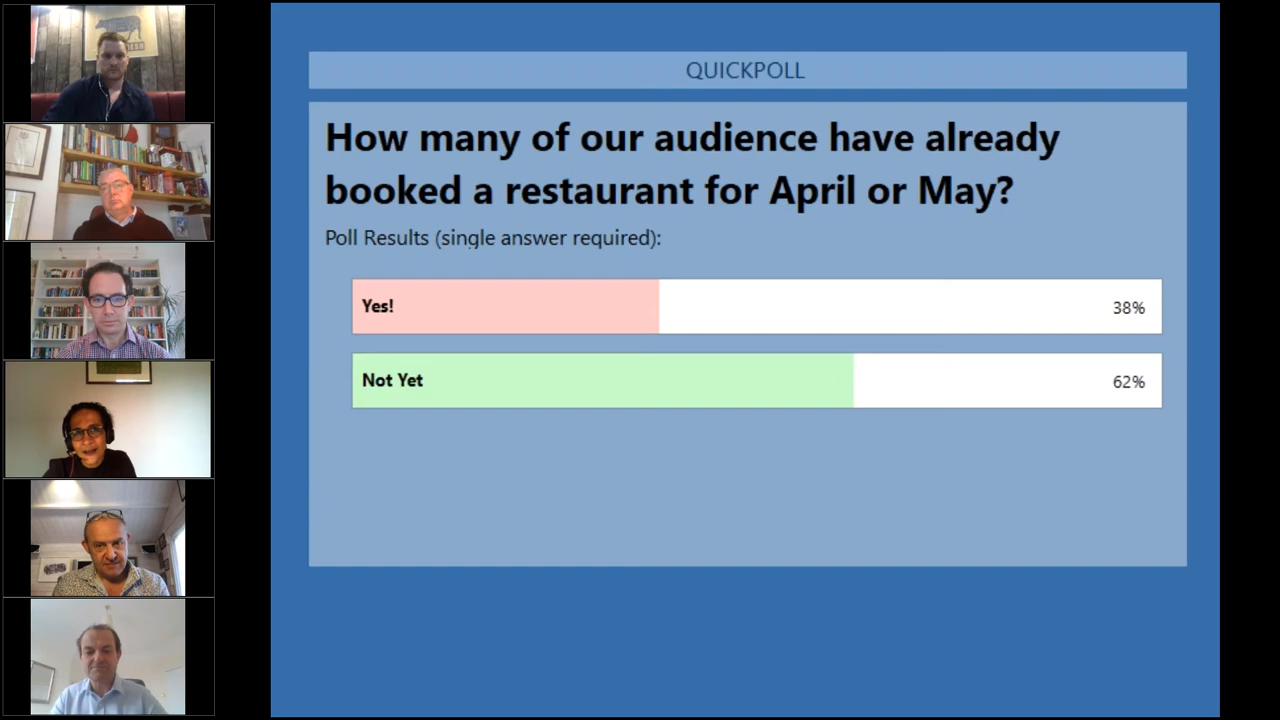 QUICKPOLL
How many of our audience have already
booked a restaurant for April or May?
Poll Results (single answer required):
Yes! 38%
Not Yet 62%